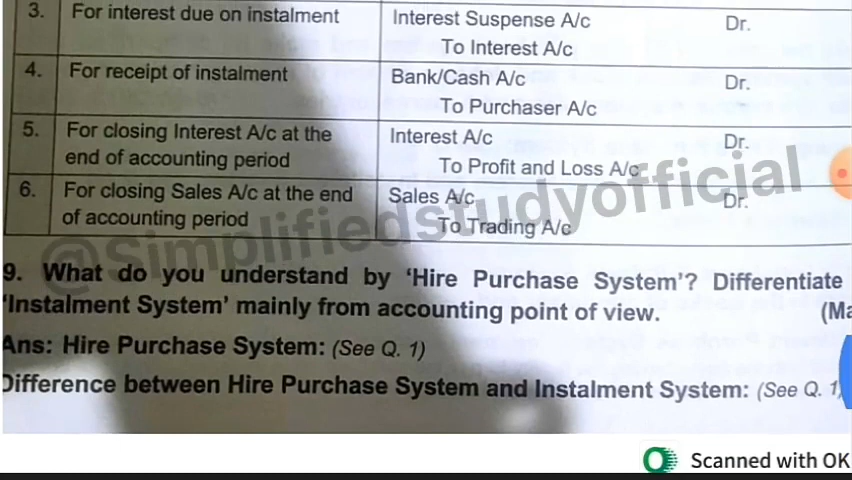 3. For interest due on instalment Interest Suspense A/c Dr.
To Interest A/c
4. For receipt of instalment Bank/Cash A/c Dr.
To Purchaser A/c
5. For closing Interest A/c at the Interest A/c Dr.
end of accounting period To Profit and Loss A/c
6. For closing Sales A/c at the end Sales A/c Dr.
of accounting period To Trading A/c
@Simplifiedstudyofficial
9. What do you understand by 'Hire Purchase System'? Differentiate
'Instalment System' mainly from accounting point of view. (Ma
Ans: Hire Purchase System: (See Q. 1)
Difference between Hire Purchase System and Instalment System: (See Q. 1
Scanned with OK